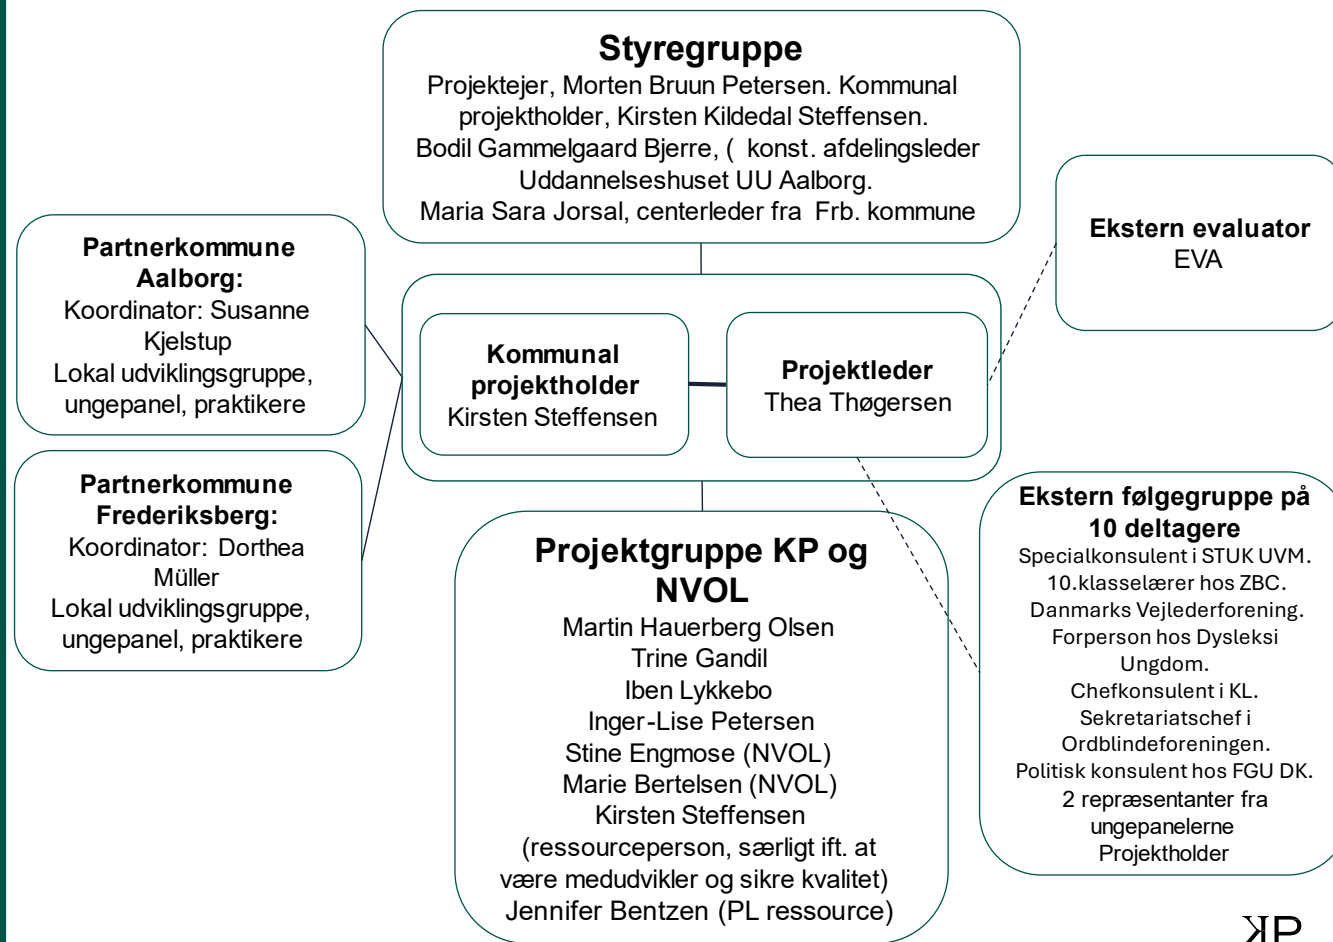 Styregruppe
Projektejer, Morten Bruun Petersen. Kommunal
projektholder, Kirsten Kildedal Steffensen.
Bodil Gammelgaard Bjerre, ( konst. afdelingsleder
Uddannelseshuset UU Aalborg.
Maria Sara Jorsal, centerleder fra Frb. kommune
Ekstern evaluator
EVA
Partnerkommune
Aalborg:
Koordinator: Susanne
Kjelstup
Lokal udviklingsgruppe,
ungepanel, praktikere
Kommunal
projektholder
Kirsten Steffensen
Projektleder
Thea Thøgersen
Partnerkommune
Frederiksberg:
Koordinator: Dorthea
Müller
Lokal udviklingsgruppe,
ungepanel, praktikere
Projektgruppe KP og
NVOL
Martin Hauerberg Olsen
Trine Gandil
Iben Lykkebo
Inger-Lise Petersen
Stine Engmose (NVOL)
Marie Bertelsen (NVOL)
Kirsten Steffensen
(ressourceperson, særligt ift. at
være medudvikler og sikre kvalitet)
Jennifer Bentzen (PL ressource)
Ekstern følgegruppe på
10 deltagere
Specialkonsulent i STUK UVM.
10.klasselærer hos ZBC.
Danmarks Vejlederforening.
Forperson hos Dysleksi
Ungdom.
Chefkonsulent i KL.
Sekretariatschef i
Ordblindeforeningen.
Politisk konsulent hos FGU DK.
2 repræsentanter fra
ungepanelerne
Projektholder
KP